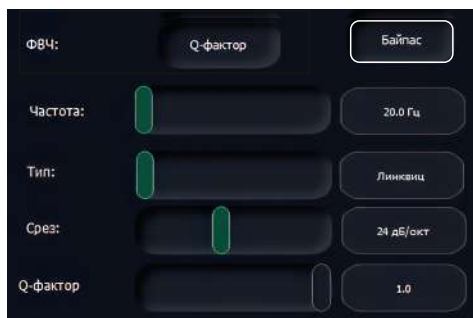 ФВЧ: Q-фактор Байпас
Частота: 20.0 Гц
Тип: Линквиц
Срез: 24 дБ/окт
Q-фактор 1.0